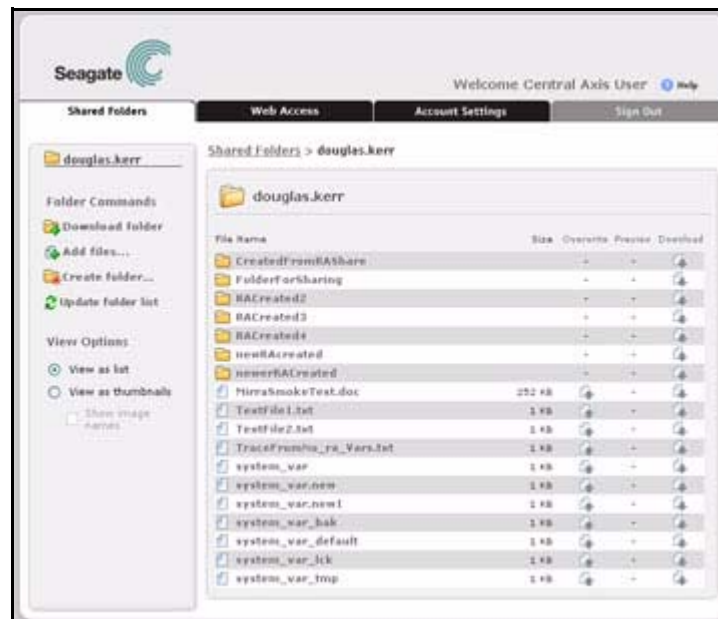 Seagate
Welcome Central Axis User Help
Shared Folders Web Access Account Settings Sign Out
douglas.kerr
Folder Commands
Download folder
Add files...
Create folder...
Update folder list
View Options
View as list
View as thumbnails
Show image names
Shared Folders > douglas.kerr
douglas.kerr
File Name Size Overwrite Preview Download
CreatedFromRAShare - -
FolderForSharing - -
RACreated2 - -
RACreated3 - -
RACreated4 - -
newRAcreated - -
newerRACreated - -
MirraSmokeTest.doc 252 KB -
TestFile1.txt 1 KB -
TestFile2.txt 1 KB -
1 KB -
system_var 1 KB -
system_var.new 1 KB -
system_var.new1 1 KB -
system_var_bak 1 KB -
system_var_default 1 KB -
system_var_lck 1 KB -
system_var_tmp 1 KB -